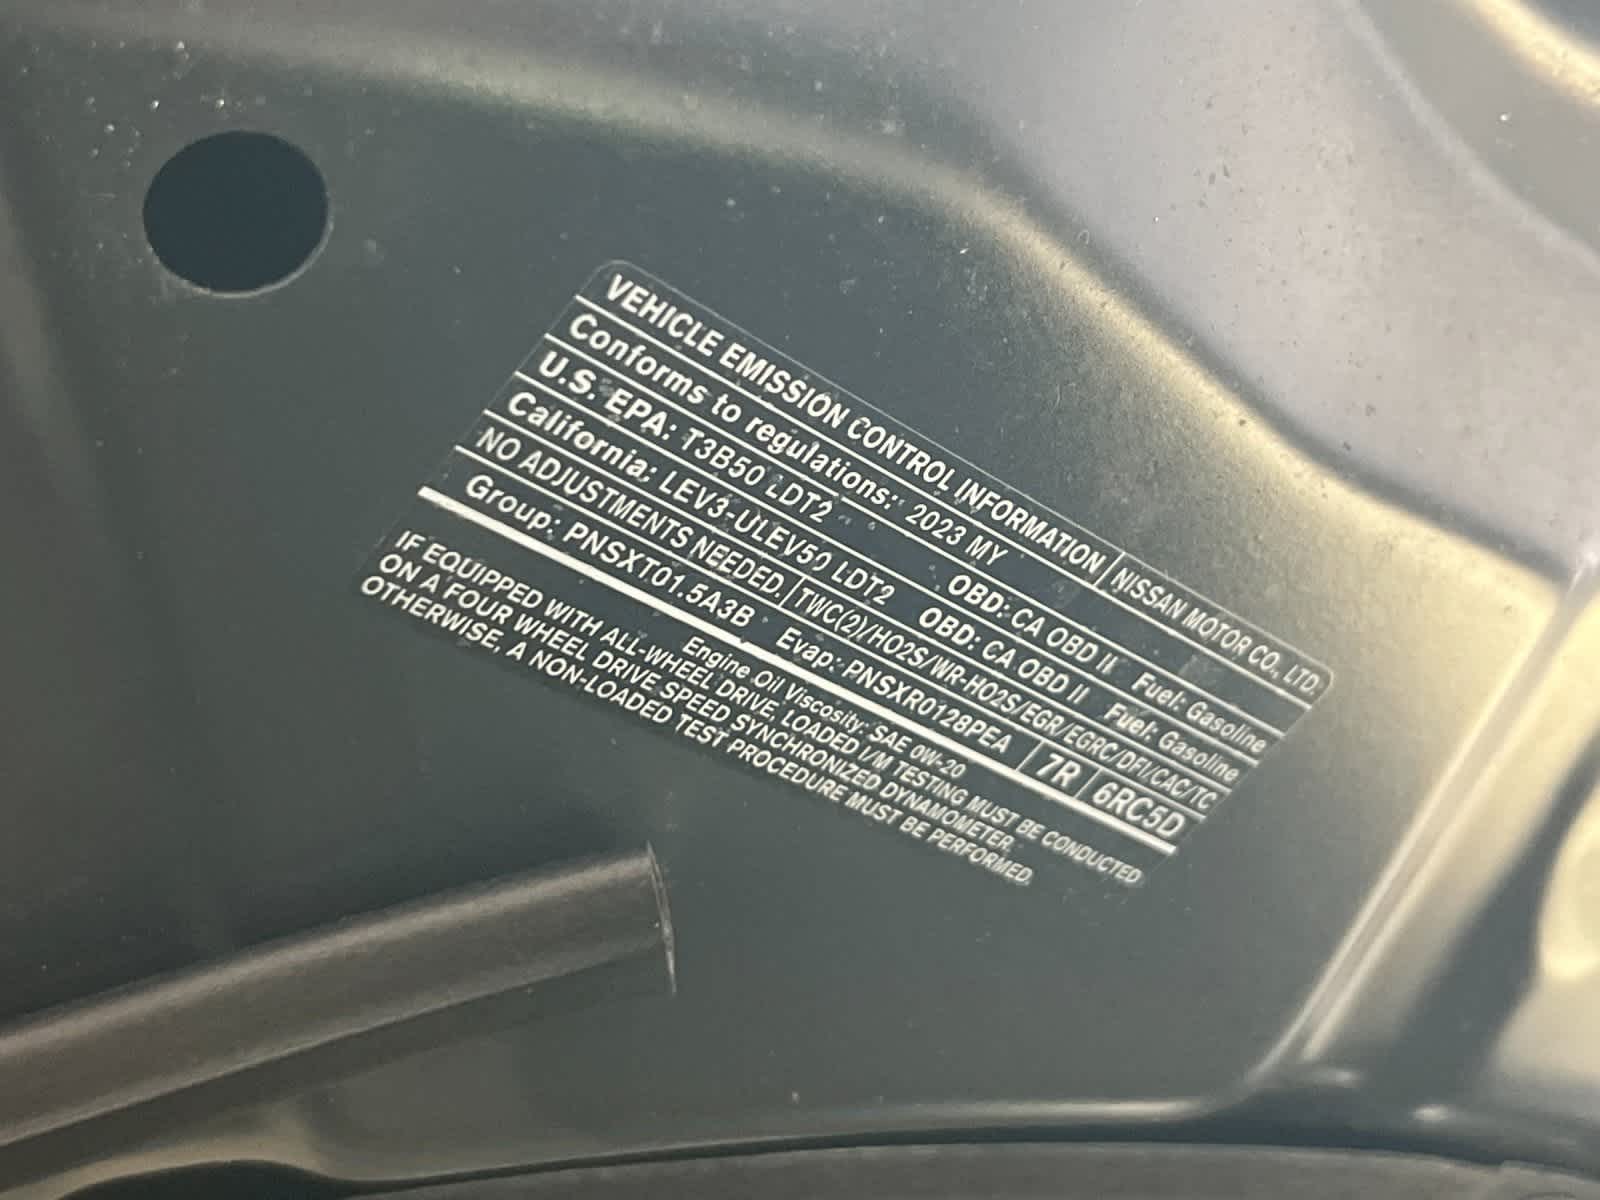 VEHICLE EMISSION CONTROL INFORMATION NISSAN MOTOR CO., LTD.
Conforms to regulations: 2023 MY
U.S. EPA: T3B50 LDT2 OBD: CA OBD II Fuel: Gasoline
California: LEV3-ULEV50 LDT2 OBD: CA OBD II Fuel: Gasoline
NO ADJUSTMENTS NEEDED. TWC(2)/HO2S/WR-HO2S/EGR/EGRC/DFI/CAC/TC
Group: PNSXT01.5A3B Evap: PNSXR0128PEA 7R 6RC5D
Engine Oil Viscosity: SAE 0W-20
IF EQUIPPED WITH ALL-WHEEL DRIVE, LOADED I/M TESTING MUST BE CONDUCTED
ON A FOUR WHEEL DRIVE SPEED SYNCHRONIZED DYNAMOMETER.
OTHERWISE, A NON-LOADED TEST PROCEDURE MUST BE PERFORMED.